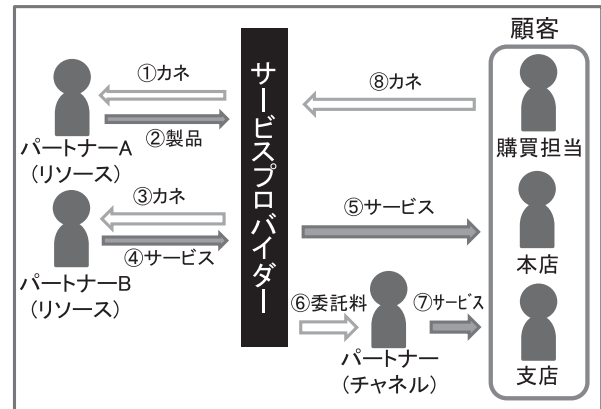 顧客
①カネ
②製品
パートナーA
(リソース)
③カネ
④サービス
パートナーB
(リソース)
サービスプロバイダー
⑧カネ
購買担当
⑤サービス
本店
⑥委託料
⑦サービス
パートナー
(チャネル)
支店